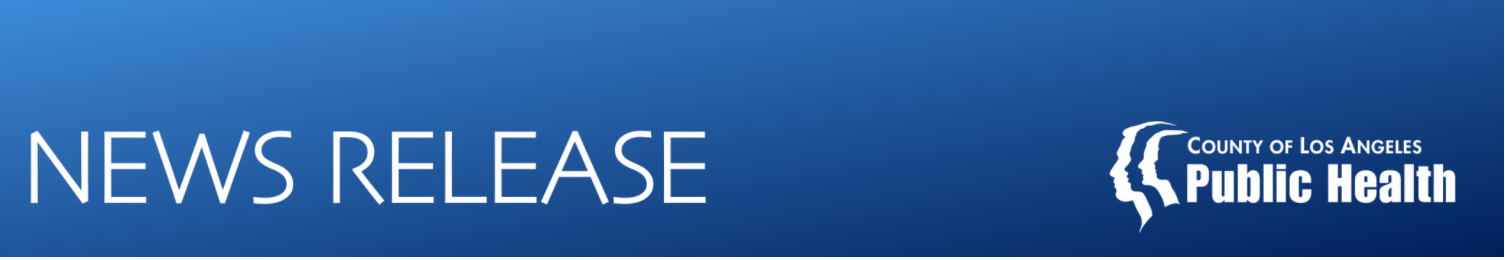 NEWS RELEASE
COUNTY OF LOS ANGELES
Public Health